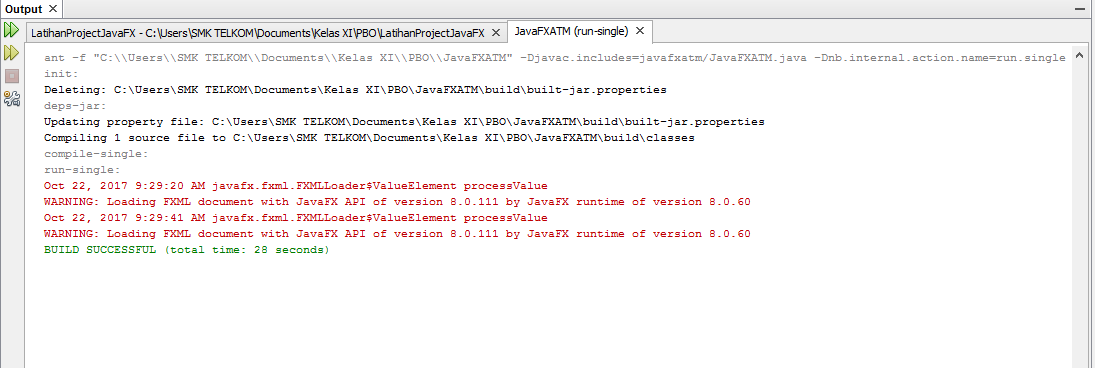 Output ×
LatihanProjectJavaFX - C:\Users\SMK TELKOM\Documents\Kelas XI\PBO\LatihanProjectJavaFX × JavaFXATM (run-single) ×
ant -f "C:\\Users\\SMK TELKOM\\Documents\\Kelas XI\\PBO\\JavaFXATM" -Djavac.includes=javafxatm/JavaFXATM.java -Dnb.internal.action.name=run.single
init:
Deleting: C:\Users\SMK TELKOM\Documents\Kelas XI\PBO\JavaFXATM\build\built-jar.properties
deps-jar:
Updating property file: C:\Users\SMK TELKOM\Documents\Kelas XI\PBO\JavaFXATM\build\built-jar.properties
Compiling 1 source file to C:\Users\SMK TELKOM\Documents\Kelas XI\PBO\JavaFXATM\build\classes
compile-single:
run-single:
Oct 22, 2017 9:29:20 AM javafx.fxml.FXMLLoader$ValueElement processValue
WARNING: Loading FXML document with JavaFX API of version 8.0.111 by JavaFX runtime of version 8.0.60
Oct 22, 2017 9:29:41 AM javafx.fxml.FXMLLoader$ValueElement processValue
WARNING: Loading FXML document with JavaFX API of version 8.0.111 by JavaFX runtime of version 8.0.60
BUILD SUCCESSFUL (total time: 28 seconds)